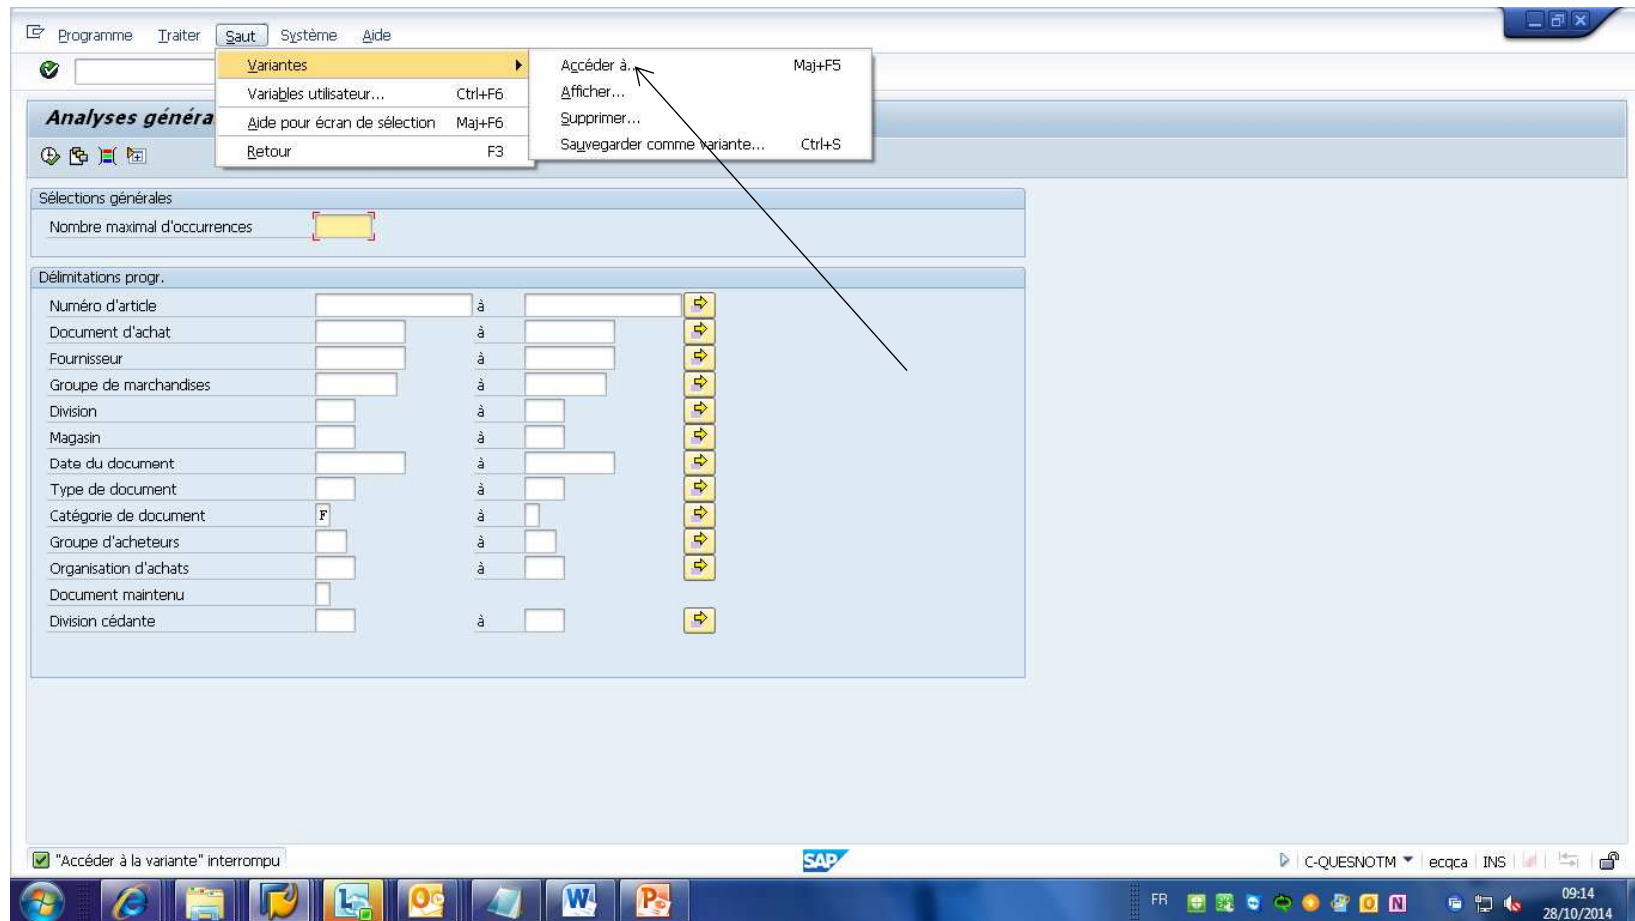 Programme Traiter Saut Système Aide
Variantes
Variables utilisateur... Ctrl+F6
Aide pour écran de sélection Maj+F6
Retour F3
Accéder à... Maj+F5
Afficher...
Supprimer...
Sauvegarder comme variante... Ctrl+S
Analyses généra
Sélections générales
Nombre maximal d'occurrences
Délimitations progr.
Numéro d'article à
Document d'achat à
Fournisseur à
Groupe de marchandises à
Division à
Magasin à
Date du document à
Type de document à
Catégorie de document F à
Groupe d'acheteurs à
Organisation d'achats à
Document maintenu
Division cédante à
"Accéder à la variante" interrompu
SAP
C-QUESNOTM ecqca INS
FR
09:14
28/10/2014